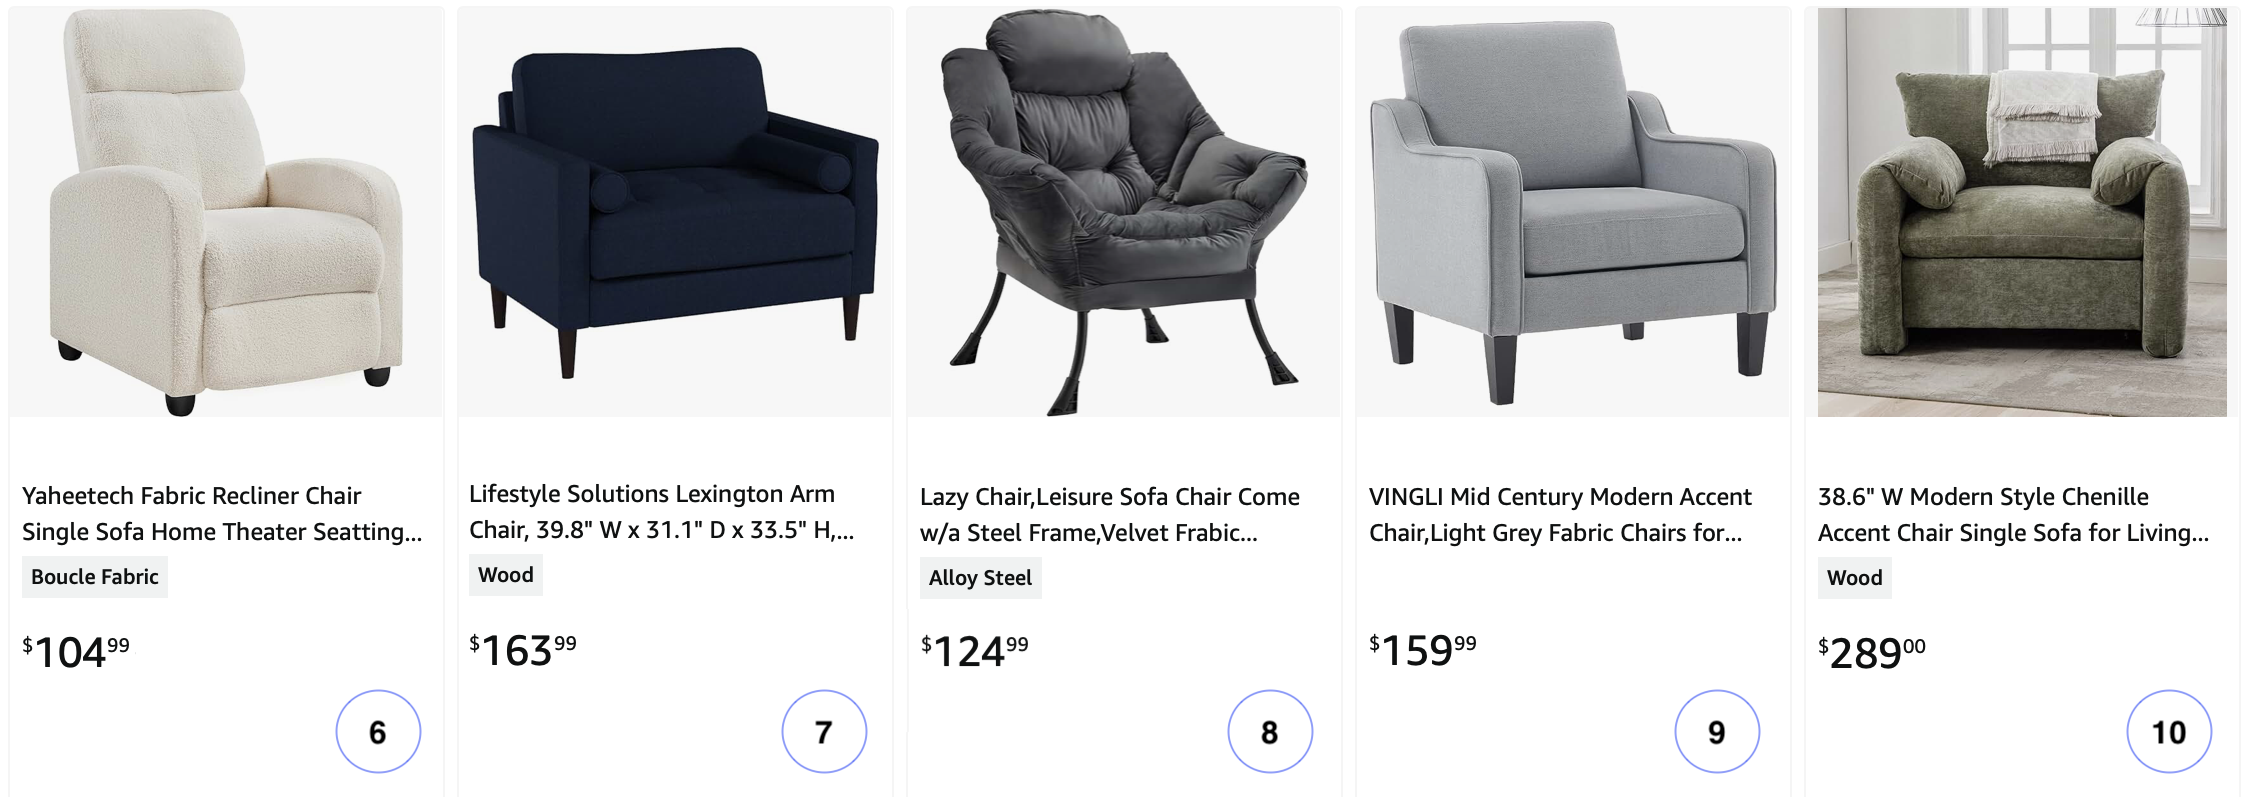 Yaheetech Fabric Recliner Chair
Single Sofa Home Theater Seatting...
Boucle Fabric
$104.99
6
Lifestyle Solutions Lexington Arm
Chair, 39.8" W x 31.1" D x 33.5" H,...
Wood
$163.99
7
Lazy Chair,Leisure Sofa Chair Come
w/a Steel Frame,Velvet Frabic...
Alloy Steel
$124.99
8
VINGLI Mid Century Modern Accent
Chair,Light Grey Fabric Chairs for...
$159.99
9
38.6" W Modern Style Chenille
Accent Chair Single Sofa for Living...
Wood
$289.00
10